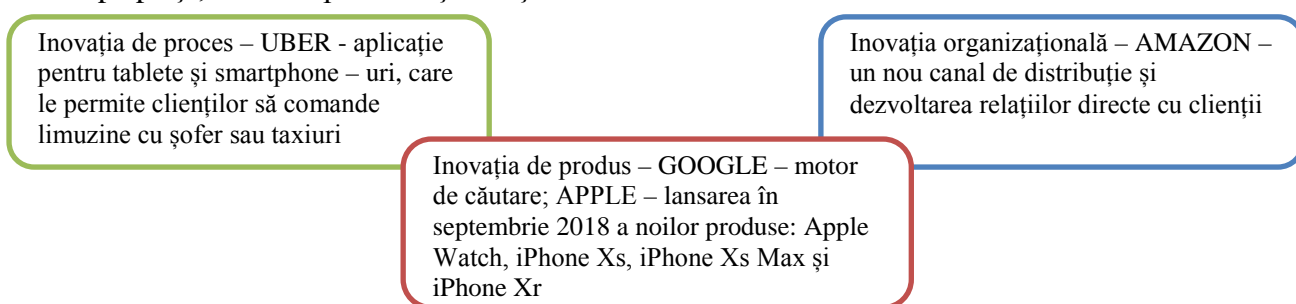 Inovația de proces – UBER - aplicație
pentru tablete și smartphone – uri, care
le permite clienților să comande
limuzine cu șofer sau taxiuri
Inovația organizațională – AMAZON –
un nou canal de distribuție și
dezvoltarea relațiilor directe cu clienții
Inovația de produs – GOOGLE – motor
de căutare; APPLE – lansarea în
septembrie 2018 a noilor produse: Apple
Watch, iPhone Xs, iPhone Xs Max și
iPhone Xr